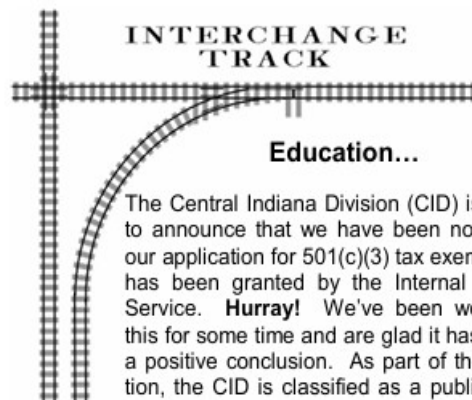 INTERCHANGE
TRACK
Education…
The Central Indiana Division (CID) is
to announce that we have been no
our application for 501(c)(3) tax exem
has been granted by the Internal
Service. Hurray! We've been wo
this for some time and are glad it has
a positive conclusion. As part of th
tion, the CID is classified as a publi